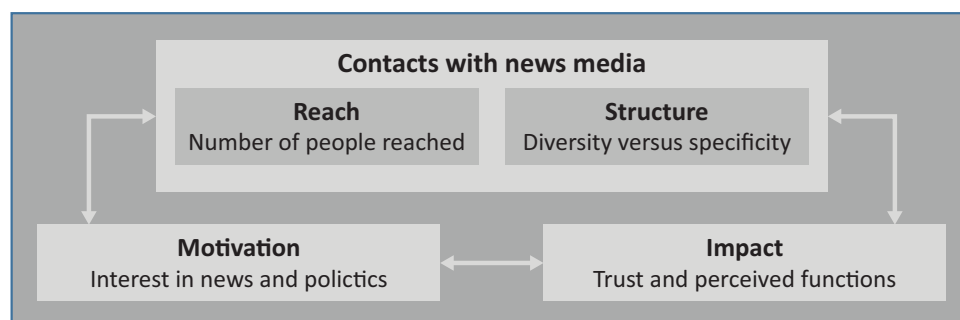 Contacts with news media
Reach
Number of people reached
Structure
Diversity versus specificity
Motivation
Interest in news and polictics
Impact
Trust and perceived functions